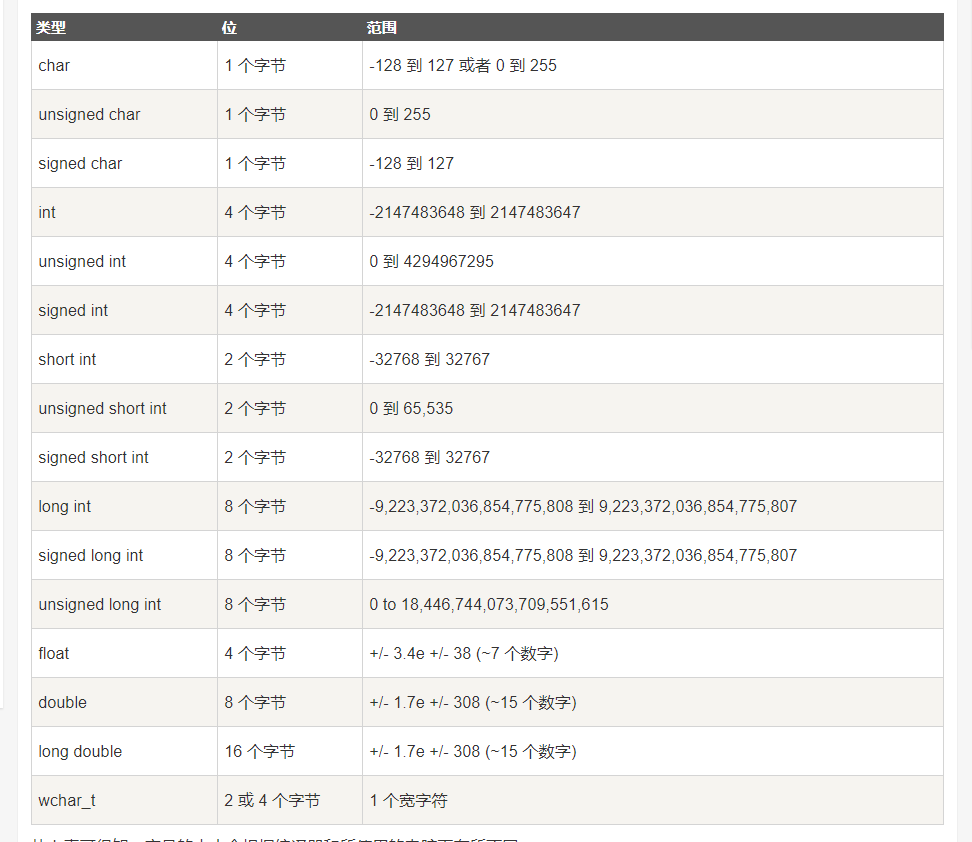 类型 位 范围
char 1 个字节 -128 到 127 或者 0 到 255
unsigned char 1 个字节 0 到 255
signed char 1 个字节 -128 到 127
int 4 个字节 -2147483648 到 2147483647
unsigned int 4 个字节 0 到 4294967295
signed int 4 个字节 -2147483648 到 2147483647
short int 2 个字节 -32768 到 32767
unsigned short int 2 个字节 0 到 65,535
signed short int 2 个字节 -32768 到 32767
long int 8 个字节 -9,223,372,036,854,775,808 到 9,223,372,036,854,775,807
signed long int 8 个字节 -9,223,372,036,854,775,808 到 9,223,372,036,854,775,807
unsigned long int 8 个字节 0 to 18,446,744,073,709,551,615
float 4 个字节 +/- 3.4e +/- 38 (~7 个数字)
double 8 个字节 +/- 1.7e +/- 308 (~15 个数字)
long double 16 个字节 +/- 1.7e +/- 308 (~15 个数字)
wchar_t 2 或 4 个字节 1 个宽字符